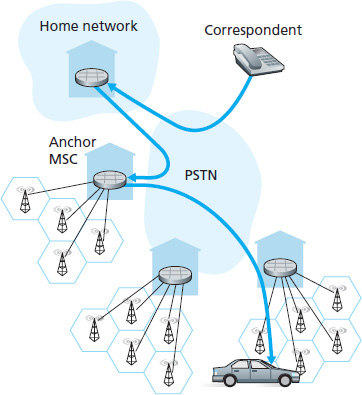 Home network
Correspondent
Anchor
MSC
PSTN